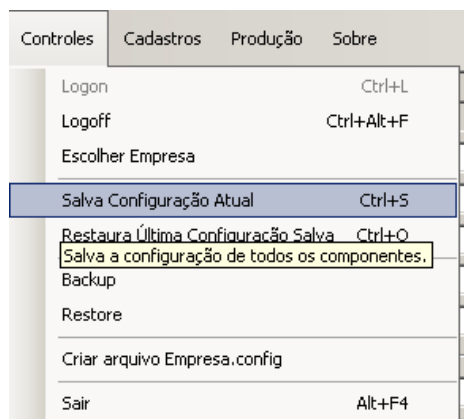 Controles Cadastros Produção Sobre
Logon Ctrl+L
Logoff Ctrl+Alt+F
Escolher Empresa
Salva Configuração Atual Ctrl+S
Restaura Última Configuração Salva Ctrl+O
Salva a configuração de todos os componentes.
Backup
Restore
Criar arquivo Empresa.config
Sair Alt+F4